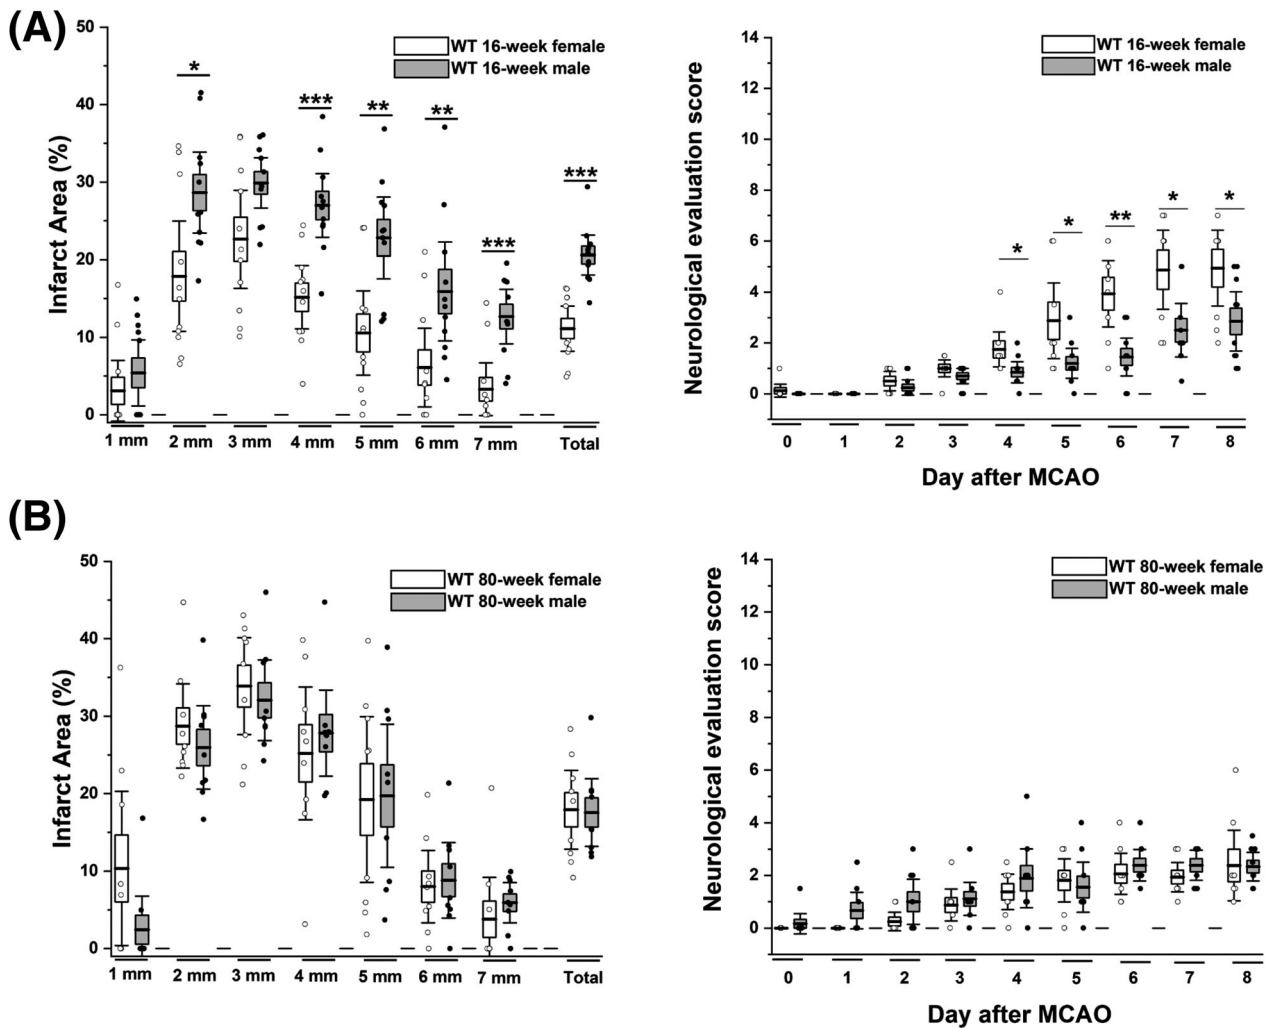 (A)
50
40
30
20
10
0
Infarct Area (%)
WT 16-week female
WT 16-week male
*
***
**
**
***
***
1 mm 2 mm 3 mm 4 mm 5 mm 6 mm 7 mm Total
14
12
10
8
6
4
2
0
Neurological evaluation score
WT 16-week female
WT 16-week male
*
*
**
*
*
0 1 2 3 4 5 6 7 8
Day after MCAO
(B)
50
40
30
20
10
0
Infarct Area (%)
WT 80-week female
WT 80-week male
1 mm 2 mm 3 mm 4 mm 5 mm 6 mm 7 mm Total
14
12
10
8
6
4
2
0
Neurological evaluation score
WT 80-week female
WT 80-week male
0 1 2 3 4 5 6 7 8
Day after MCAO